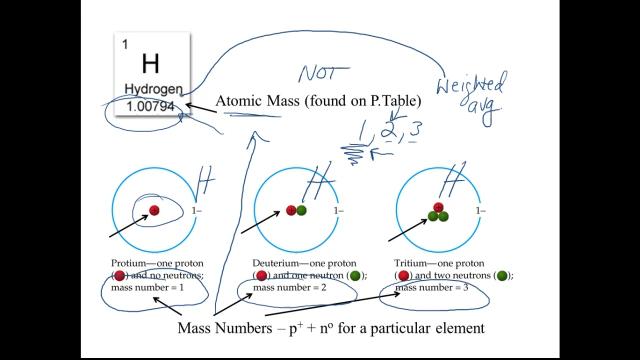 1
H
Hydrogen
1.00794
NOT
Weighted
avg.
Atomic Mass (found on P.Table)
1, 2, 3
H
H
H
1–
1–
1–
Protium—one proton
( ) and no neutrons;
mass number = 1
Deuterium—one proton
( ) and one neutron ( );
mass number = 2
Tritium—one proton
( ) and two neutrons ( );
mass number = 3
Mass Numbers – p⁺ + nᵒ for a particular element